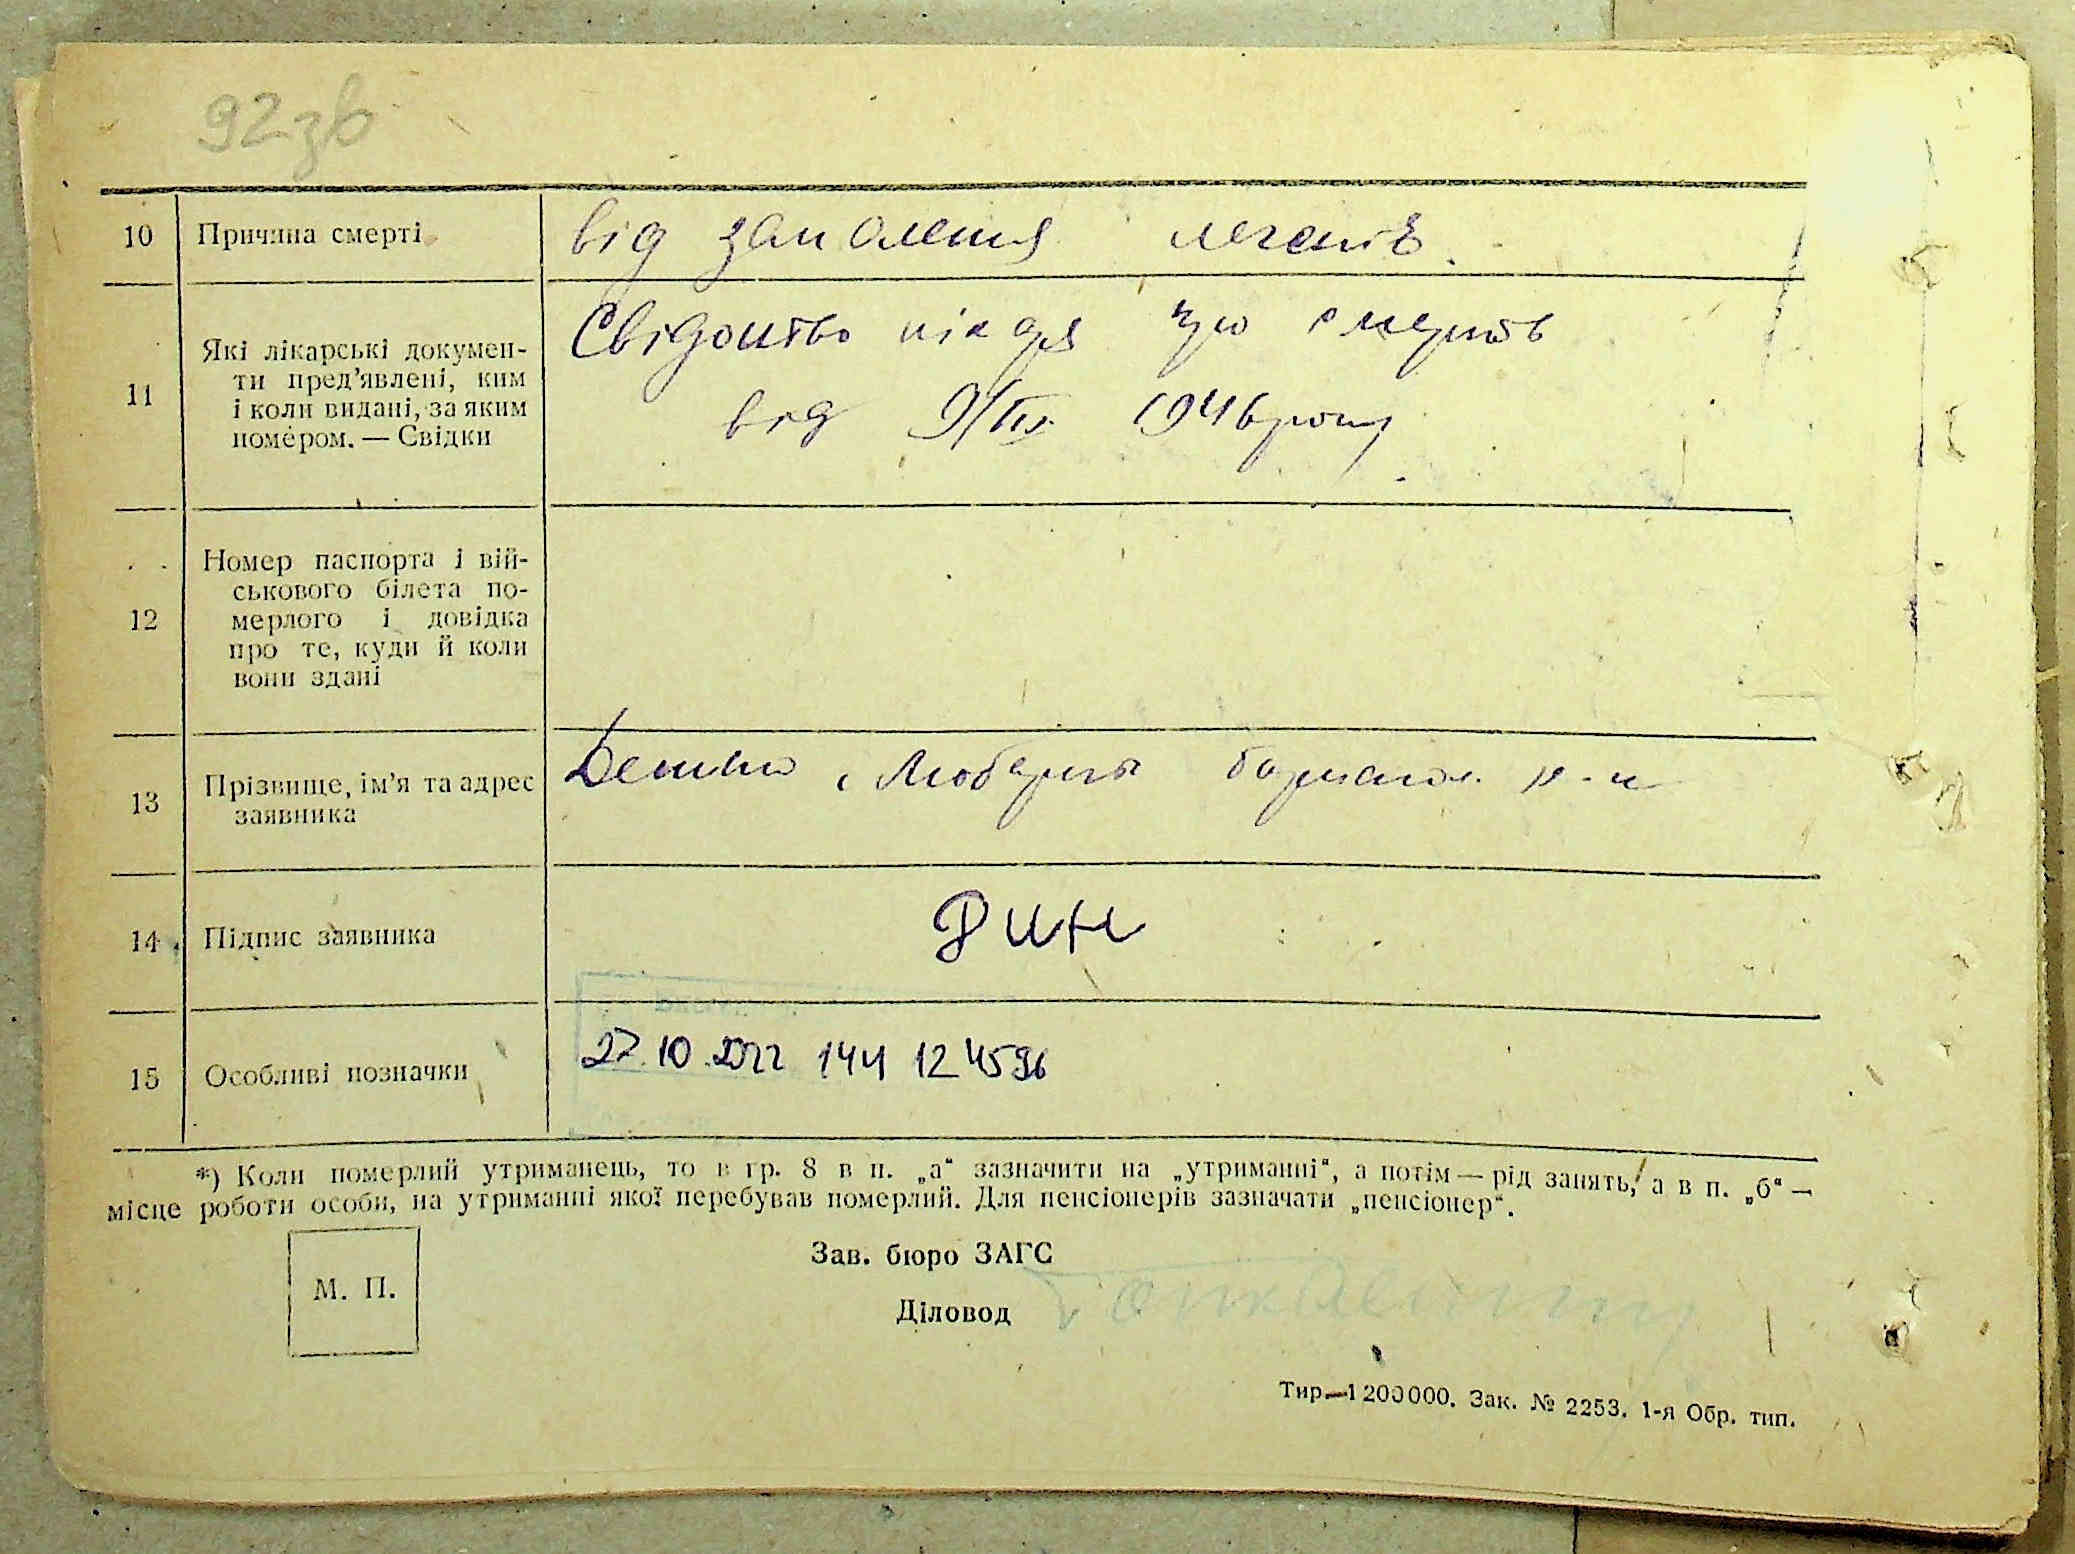 92зв
10 Причина смерті від запалення легенів.
11 Які лікарські докумен-
ти пред’явлені, ким
і коли видані, за яким
номером. — Свідки
Свідоцтво лікаря про смерть
від 9/ 1946 року
12 Номер паспорта і вій-
ськового білета по-
мерлого і довідка
про те, куди й коли
вони здані
13 Прізвище, ім’я та адрес
заявника
р-н
14 Підпис заявника
15 Особливі позначки 27.10.2022 144 124596
*) Коли померлий утриманець, то в гр. 8 в п. „а“ зазначити на „утриманні“, а потім — рід занять, а в п. „б“ —
місце роботи особи, на утриманні якої перебував померлий. Для пенсіонерів зазначати „пенсіонер“.
Зав. бюро ЗАГС
М. П.
Діловод
Тир—1200000. Зак. № 2253. 1-я Обр. тип.